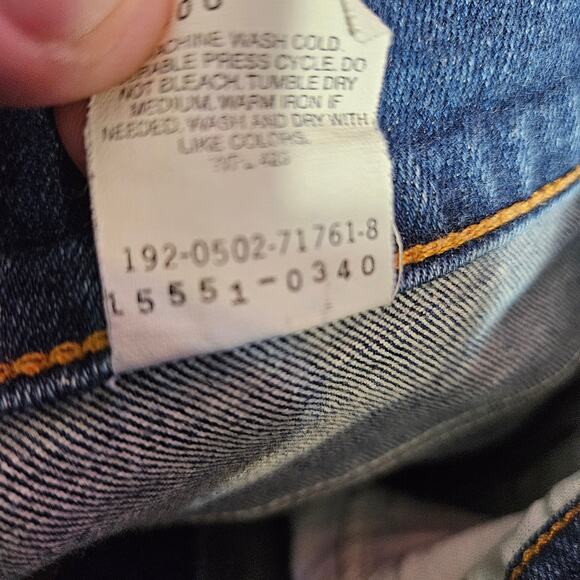 MACHINE WASH COLD.
DURABLE PRESS CYCLE. DO
NOT BLEACH. TUMBLE DRY
MEDIUM. WARM IRON IF
NEEDED. WASH AND DRY WITH
LIKE COLORS.
192-0502-71761-8
L5551-0340